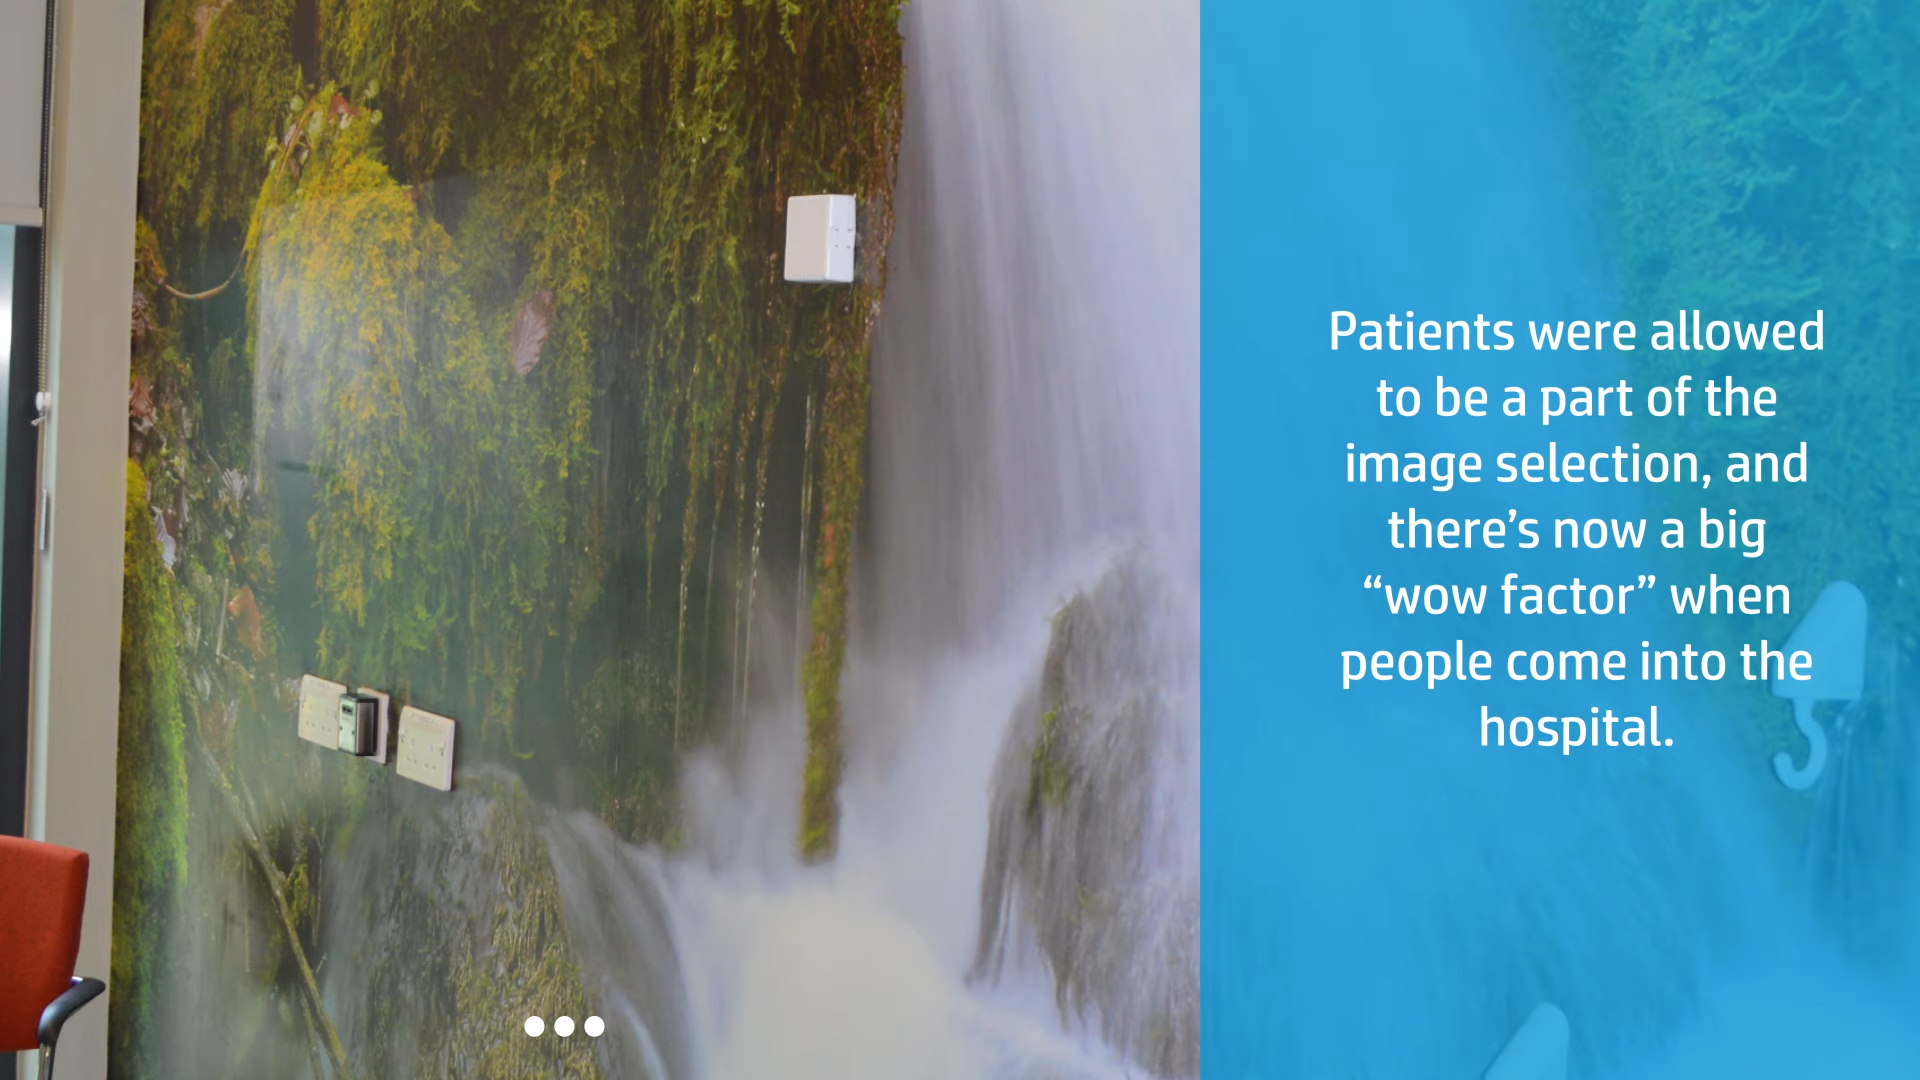 Patients were allowed
to be a part of the
image selection, and
there’s now a big
“wow factor” when
people come into the
hospital.